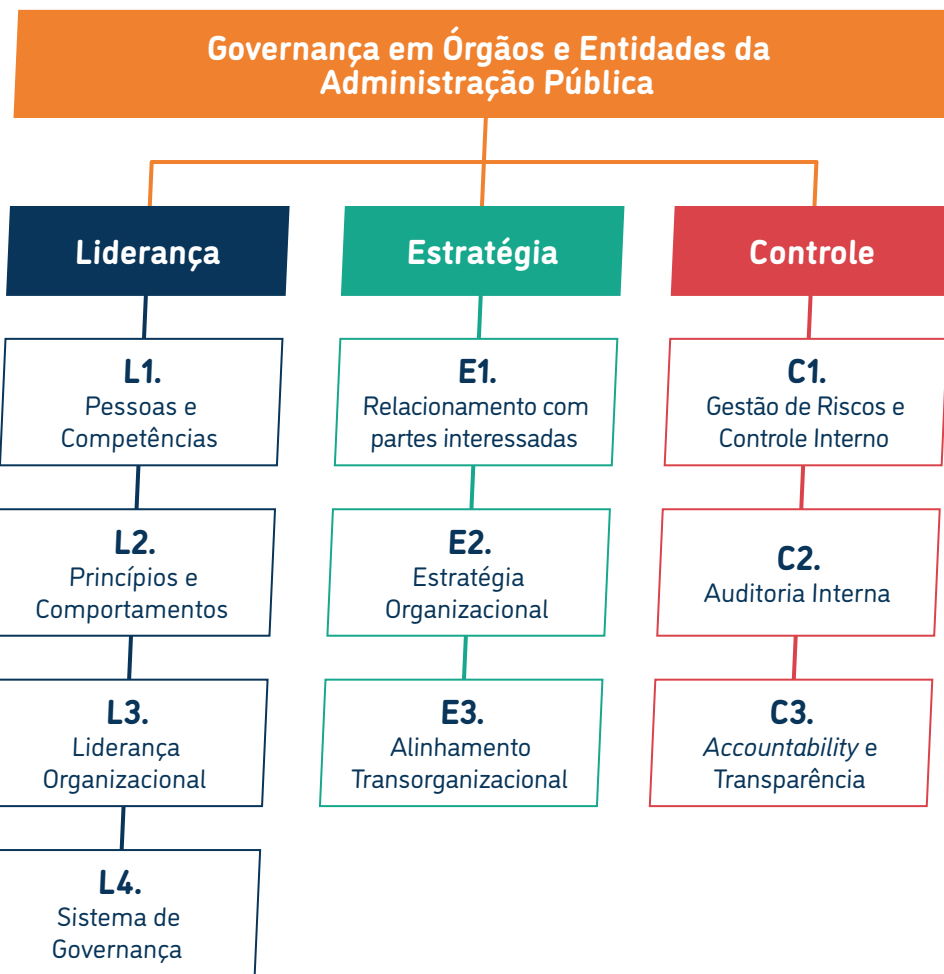 Governança em Órgãos e Entidades da
Administração Pública
Liderança
L1.
Pessoas e
Competências
L2.
Princípios e
Comportamentos
L3.
Liderança
Organizacional
L4.
Sistema de
Governança
Estratégia
E1.
Relacionamento com
partes interessadas
E2.
Estratégia
Organizacional
E3.
Alinhamento
Transorganizacional
Controle
C1.
Gestão de Riscos e
Controle Interno
C2.
Auditoria Interna
C3.
Accountability e
Transparência